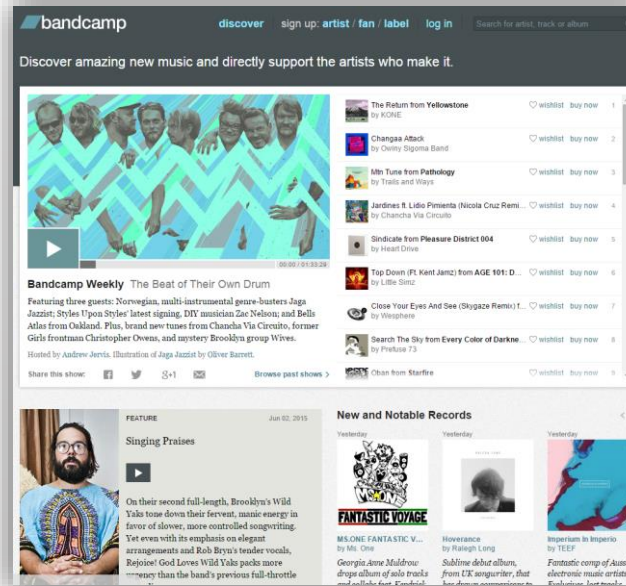 bandcamp
discover sign up: artist / fan / label log in Search for artist, track or album
Discover amazing new music and directly support the artists who make it.
00:00 / 01:33:29
Bandcamp Weekly The Beat of Their Own Drum
Featuring three guests: Norwegian, multi-instrumental genre-busters Jaga
Jazzist; Styles Upon Styles' latest signing, DIY musician Zac Nelson; and Bells
Atlas from Oakland. Plus, brand new tunes from Chancha Via Circuito, former
Girls frontman Christopher Owens, and mystery Brooklyn group Wives.
Hosted by Andrew Jervis. Illustration of Jaga Jazzist by Oliver Barrett.
Share this show: g+1 Browse past shows >
The Return from Yellowstone wishlist buy now 1
by KONE
Changaa Attack wishlist buy now 2
by Owiny Sigoma Band
Mtn Tune from Pathology wishlist buy now 3
by Trails and Ways
Jardines ft. Lidio Pimienta (Nicola Cruz Remi... wishlist buy now 4
by Chancha Via Circuito
Sindicate from Pleasure District 004 wishlist buy now 5
by Heart Drive
Top Down (Ft. Kent Jamz) from AGE 101: D... wishlist buy now 6
by Little Simz
Close Your Eyes And See (Skygaze Remix) f... wishlist buy now 7
by Wesphere
Search The Sky from Every Color of Darkne... wishlist buy now 8
by Prefuse 73
Oban from Starfire wishlist buy now 9
FEATURE Jun 02, 2015
Singing Praises
On their second full-length, Brooklyn's Wild
Yaks tone down their fervent, manic energy in
favor of slower, more controlled songwriting.
Yet even with its emphasis on elegant
arrangements and Rob Bryn's tender vocals,
Rejoice! God Loves Wild Yaks packs more
urgency than the band's previous full-throttle
New and Notable Records <
Yesterday
FANTASTIC VOYAGE
MS.ONE FANTASTIC V...
by Ms. One
Georgia Anne Muldrow
drops album of solo tracks
Yesterday
Hoverance
by Ralegh Long
Sublime debut album,
from UK songwriter, that
Yesterday
Imperium In Imperio
by TEEF
Fantastic comp of Auss
electronic music artists